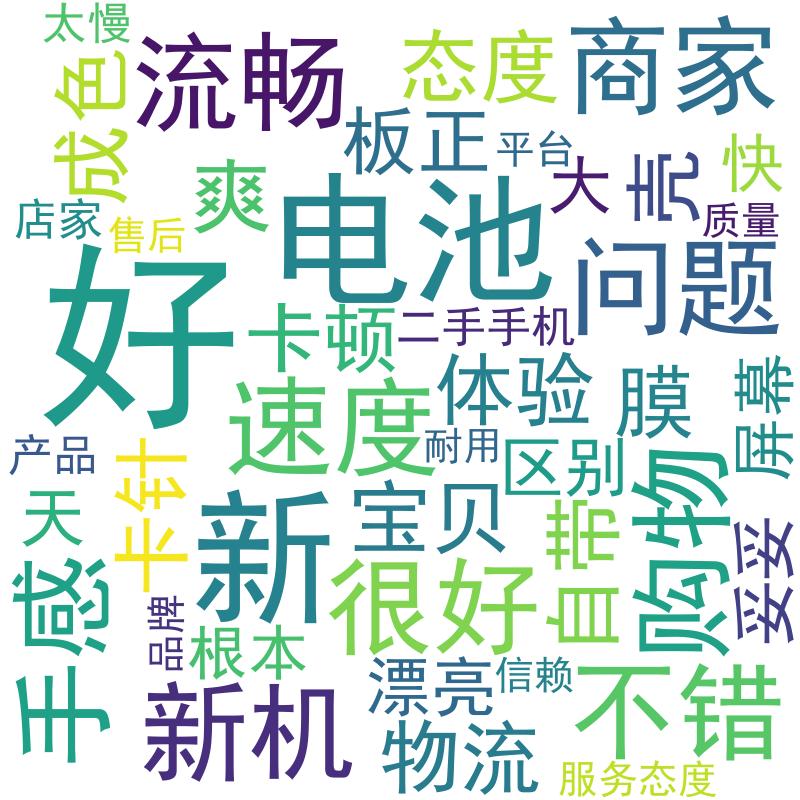 太慢
流畅
态度
商家
成色
板正
平台
快
爽
大
壳
店家
售后
质量
电池
好
问题
卡顿
二手手机
体验
膜
屏幕
速度
产品
耐用
区别
卡针
购物
天
新
宝贝
自带
妥妥
手感
很好
品牌
根本
漂亮
信赖
不错
新机
物流
服务态度